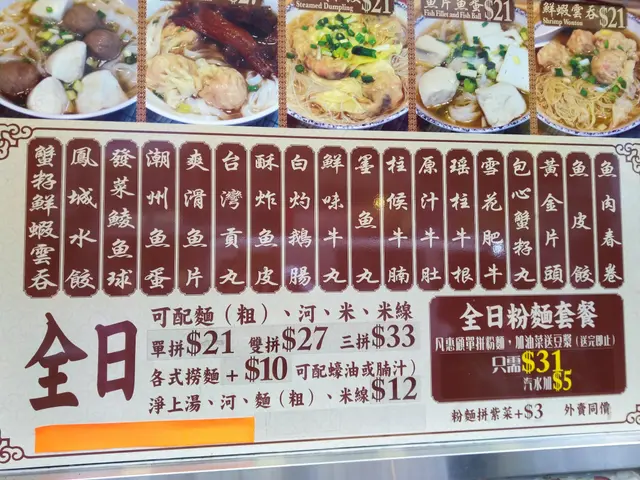 $21
27
Steamed Dumpling
$21
魚片魚蛋
Fish Fillet and Fish Ball
$21
鮮蝦雲吞
Shrimp Wonton
$21
蟹籽鮮蝦雲吞
鳳城水餃
發菜鯪魚球
潮州魚蛋
爽滑魚片
台灣貢丸
酥炸魚皮
白灼鵝腸
鮮味牛丸
墨魚丸
柱候牛腩
原汁牛肚
瑤柱牛根
雪花肥牛
包心蟹籽丸
黃金片頭
魚皮餃
魚肉春卷
全日
可配麵（粗）、河、米、米線
單拼$21 雙拼$27 三拼$33
各式撈麵+$10 可配蠔油或腩汁）
淨上湯、河、麵（粗）、米線$12
全日粉麵套餐
凡惠顧單拼粉麵，加油菜送豆漿（送完即止）
只需$31
汽水加$5
粉麵拼紫菜+$3 外賣同價